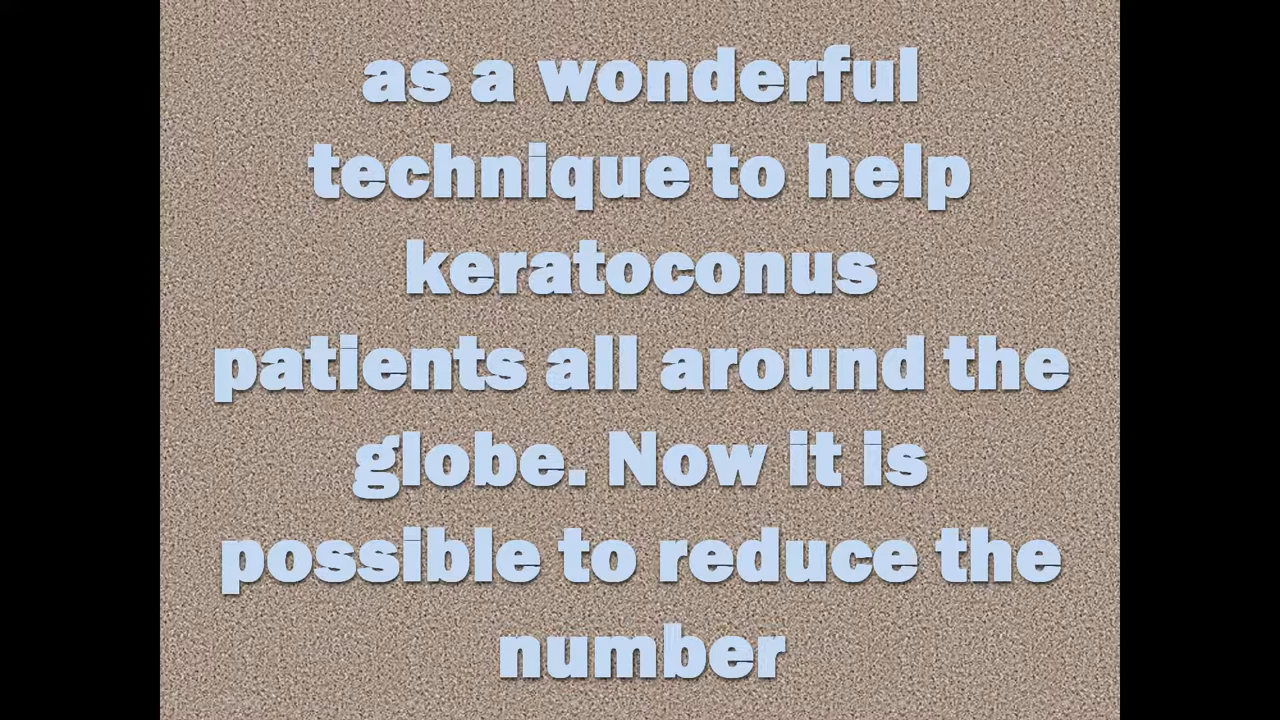 as a wonderful
technique to help
keratoconus
patients all around the
globe. Now it is
possible to reduce the
number